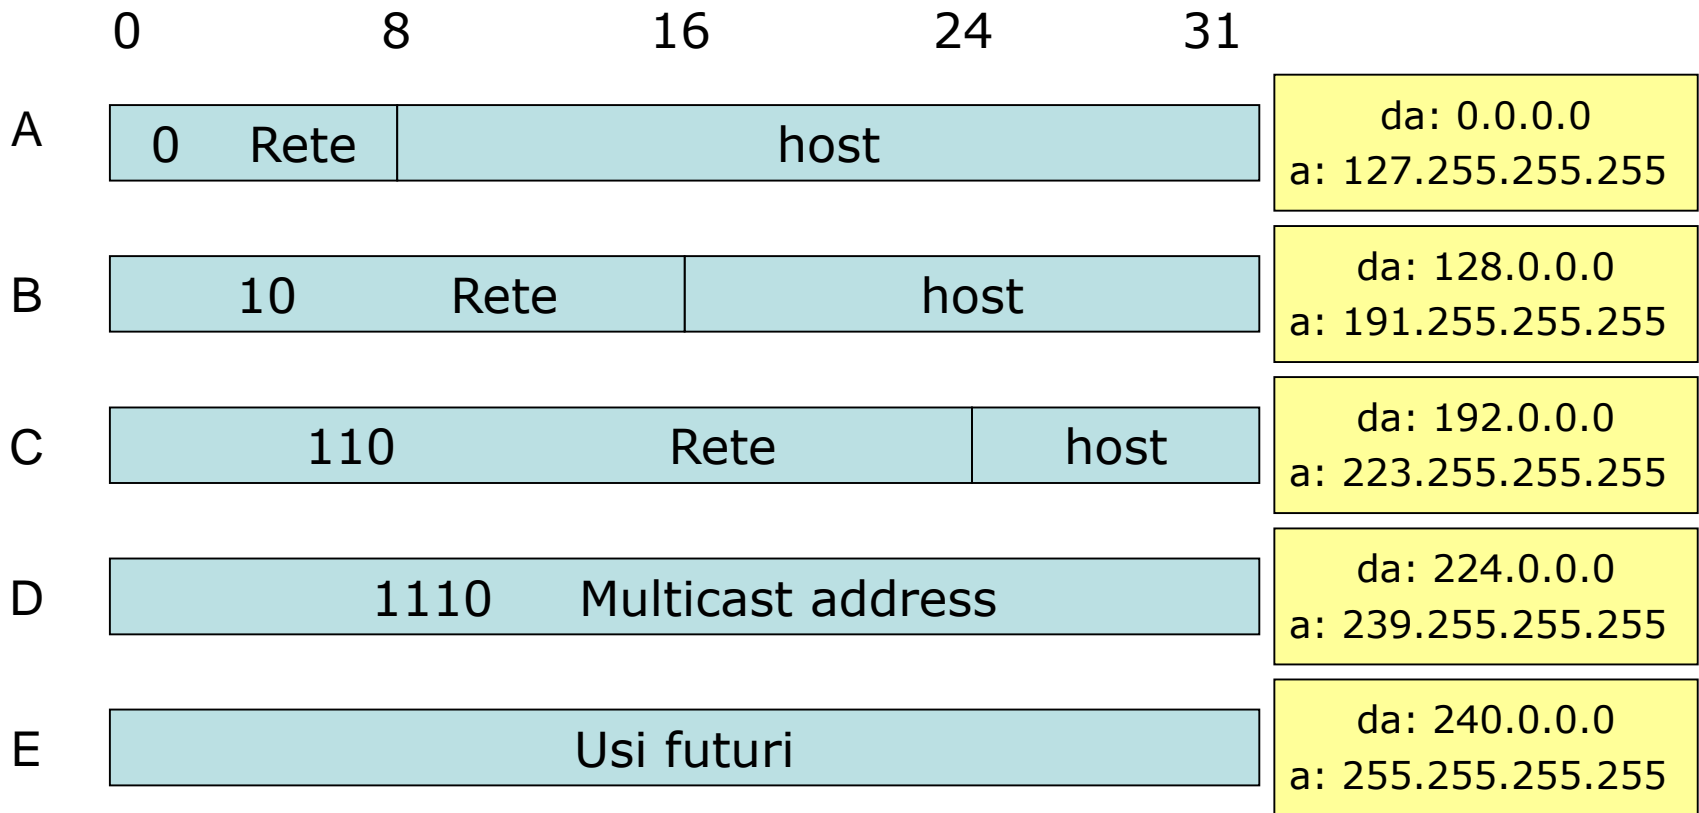 0 8 16 24 31
A 0 Rete host
da: 0.0.0.0
a: 127.255.255.255
B 10 Rete host
da: 128.0.0.0
a: 191.255.255.255
C 110 Rete host
da: 192.0.0.0
a: 223.255.255.255
D 1110 Multicast address
da: 224.0.0.0
a: 239.255.255.255
E Usi futuri
da: 240.0.0.0
a: 255.255.255.255